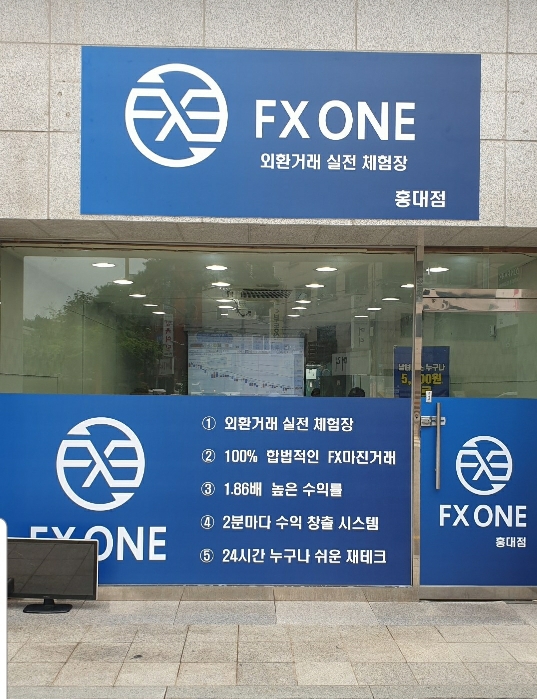 FX ONE
외환거래 실전 체험장
홍대점
① 외환거래 실전 체험장
② 100% 합법적인 FX마진거래
③ 1.86배 높은 수익률
④ 2분마다 수익 창출 시스템
⑤ 24시간 누구나 쉬운 재테크
FX ONE
FX ONE
홍대점
누구나